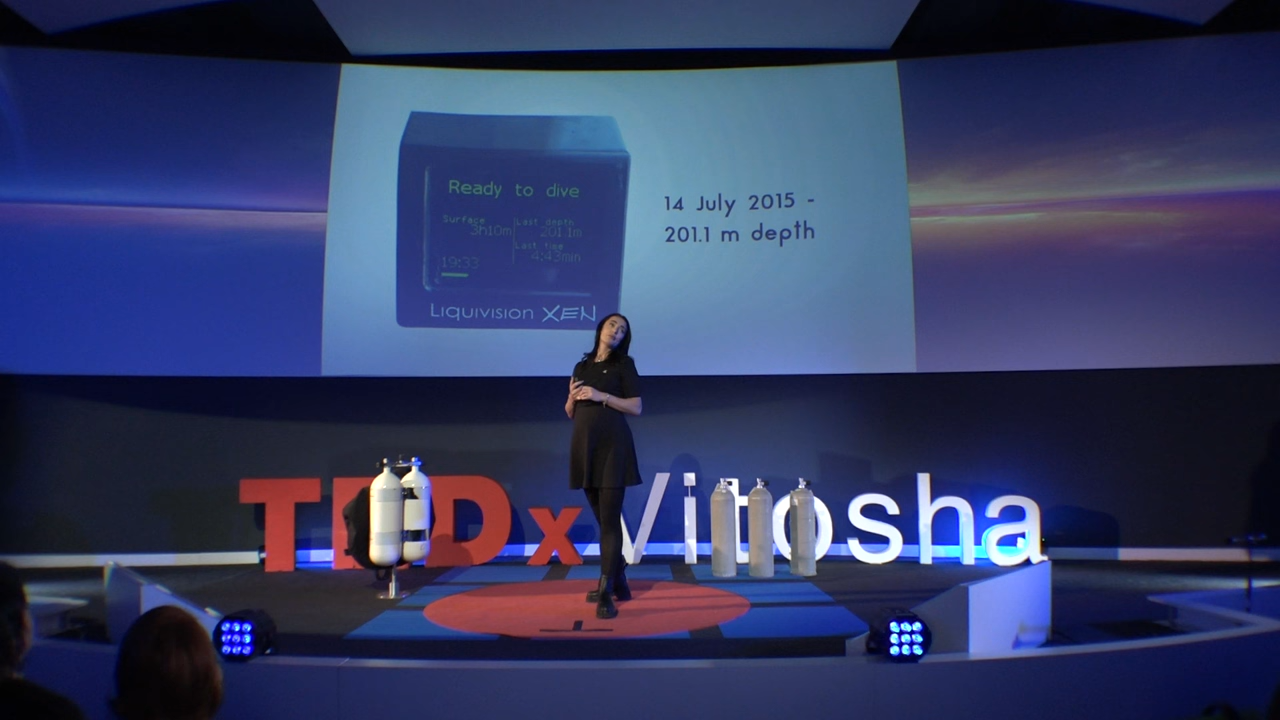 Ready to dive
Surface
3h10m
Last depth
201.1m
Last time
4:43min
19:33
Liquivision XEN
14 July 2015 -
201.1 m depth
TEDxVitosha